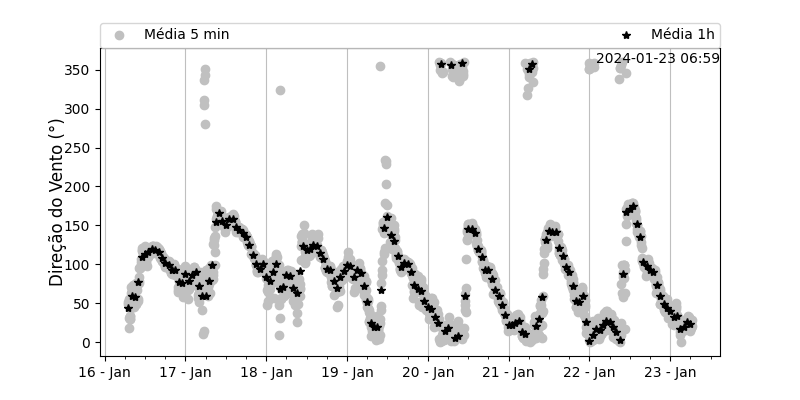 Média 5 min
Média 1h
2024-01-23 06:59
Direção do Vento (°)
350
300
250
200
150
100
50
0
16 - Jan
17 - Jan
18 - Jan
19 - Jan
20 - Jan
21 - Jan
22 - Jan
23 - Jan